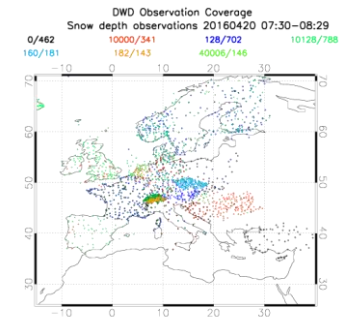 DWD Observation Coverage
Snow depth observations 20160420 07:30-08:29
0/462 10000/341 128/702 10128/788
160/181 182/143 40006/146
-10 0 10 20 30
70 70
60 60
50 50
40 40
30 30
-10 0 10 20 30